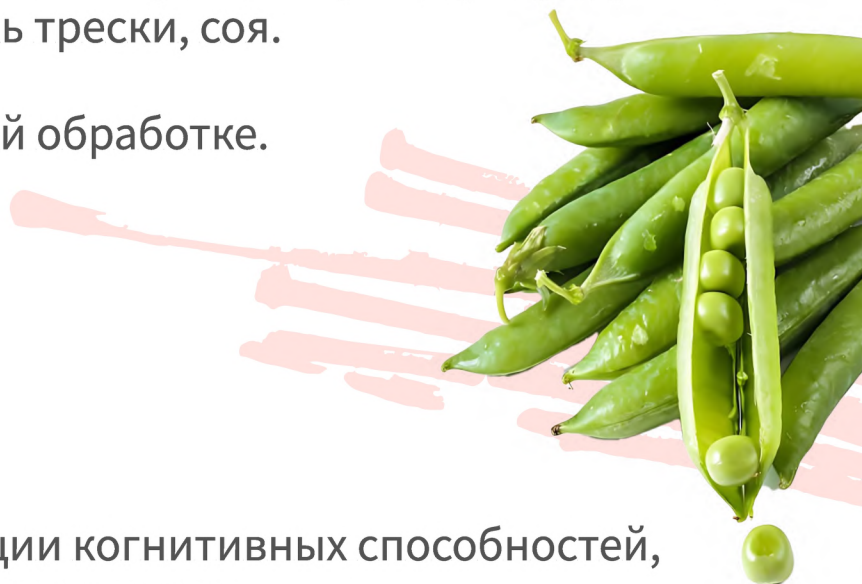 ь трески, соя.
й обработке.
ции когнитивных способностей,